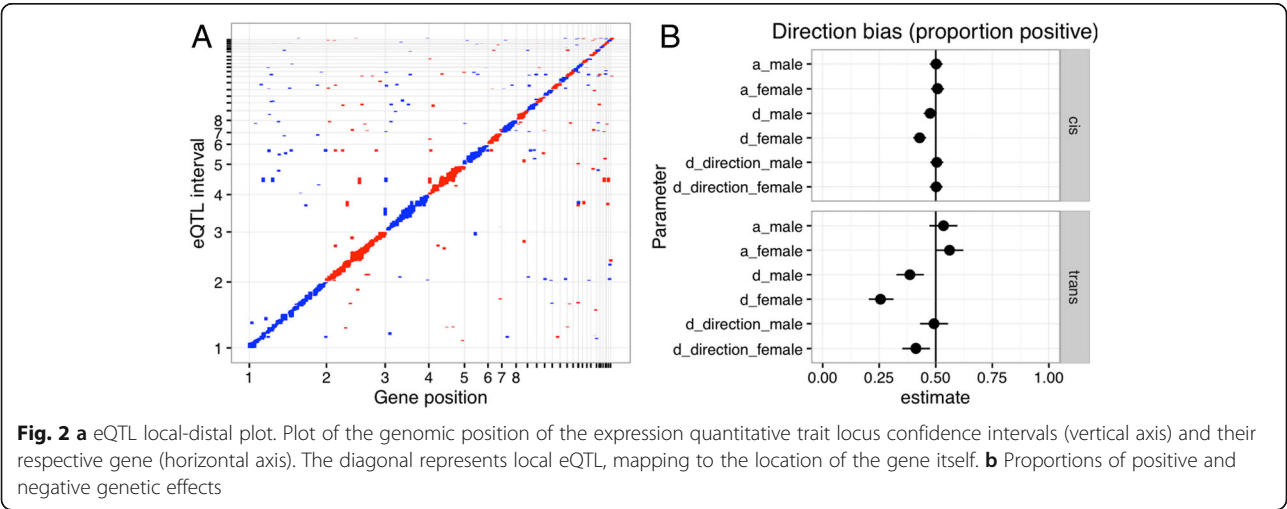 A
eQTL interval
8
7
6
5
4
3
2
1
1 2 3 4 5 6 7 8
Gene position
B
Direction bias (proportion positive)
Parameter
a_male
a_female
d_male
d_female
d_direction_male
d_direction_female
cis
a_male
a_female
d_male
d_female
d_direction_male
d_direction_female
trans
0.00 0.25 0.50 0.75 1.00
estimate
Fig. 2 a eQTL local-distal plot. Plot of the genomic position of the expression quantitative trait locus confidence intervals (vertical axis) and their
respective gene (horizontal axis). The diagonal represents local eQTL, mapping to the location of the gene itself. b Proportions of positive and
negative genetic effects